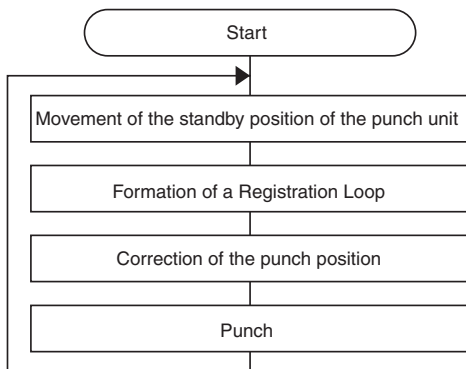 Start
Movement of the standby position of the punch unit
Formation of a Registration Loop
Correction of the punch position
Punch